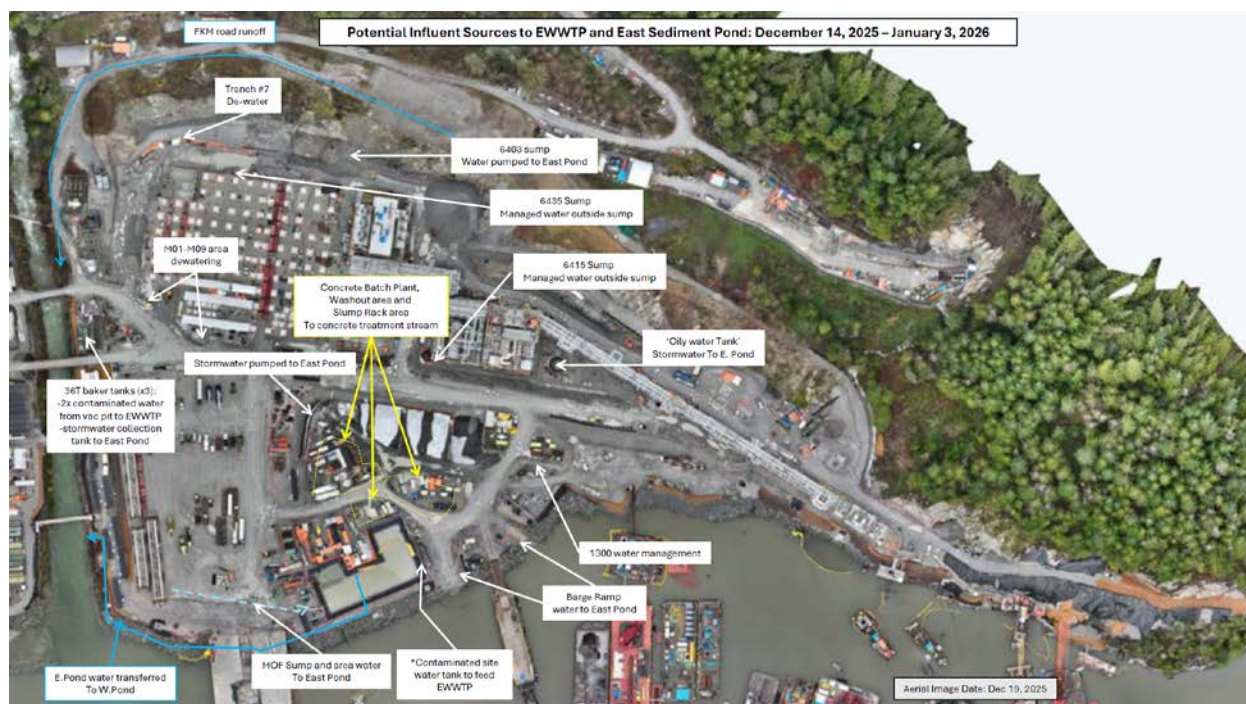 FKM road runoff
Potential Influent Sources to EWWTP and East Sediment Pond: December 14, 2025 – January 3, 2026
Trench #7
De-water
6403 sump
Water pumped to East Pond
6435 Sump
Managed water outside sump
M01-M09 area
dewatering
6415 Sump
Managed water outside sump
Concrete Batch Plant,
Washout area and
Slump Rack area
To concrete treatment stream
'Oily water Tank'
Stormwater To E. Pond
Stormwater pumped to East Pond
36T baker tanks (x3):
-2x contaminated water
from vac pit to EWWTP
-stormwater collection
tank to East Pond
1300 water management
Barge Ramp
water to East Pond
E.Pond water transferred
To W.Pond
MOF Sump and area water
To East Pond
*Contaminated site
water tank to feed
EWWTP
Aerial Image Date: Dec 19, 2025